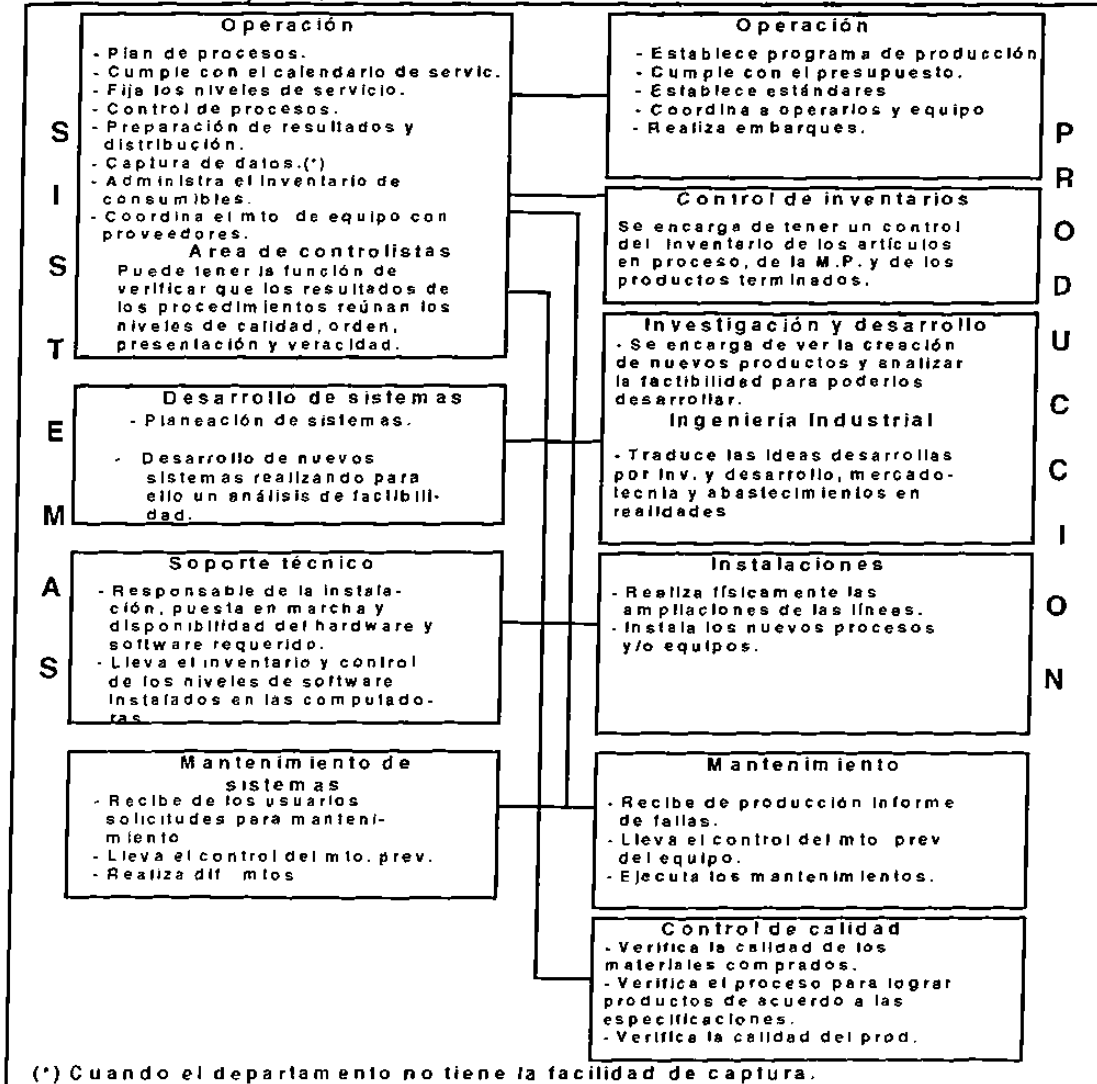 SISTEMAS
Operación
- Plan de procesos.
- Cumple con el calendario de servic.
- Fija los niveles de servicio.
- Control de procesos.
- Preparación de resultados y
distribución.
- Captura de datos.(*)
- Administra el inventario de
consumibles.
- Coordina el mto de equipo con
proveedores.
Area de controlistas
Puede tener la función de
verificar que los resultados de
los procedimientos reúnan los
niveles de calidad, orden,
presentación y veracidad.
Desarrollo de sistemas
- Planeación de sistemas.
- Desarrollo de nuevos
sistemas realizando para
ello un análisis de factibili-
dad.
Soporte técnico
- Responsable de la instala-
ción, puesta en marcha y
disponibilidad del hardware y
software requerido.
- Lleva el inventario y control
de los niveles de software
instalados en las computado-
ras
Mantenimiento de
sistemas
- Recibe de los usuarios
solicitudes para manteni-
miento
- Lleva el control del mto. prev.
- Realiza dif mtos
Operación
- Establece programa de producción
- Cumple con el presupuesto.
- Establece estándares
- Coordina a operarios y equipo
- Realiza embarques.
Control de inventarios
Se encarga de tener un control
del inventario de los artículos
en proceso, de la M.P. y de los
productos terminados.
Investigación y desarrollo
- Se encarga de ver la creación
de nuevos productos y analizar
la factibilidad para poderlos
desarrollar.
Ingeniería Industrial
- Traduce las ideas desarrollas
por inv. y desarrollo, mercado-
tecnia y abastecimientos en
realidades
Instalaciones
- Realiza físicamente las
ampliaciones de las líneas.
- Instala los nuevos procesos
y/o equipos.
Mantenimiento
- Recibe de producción informe
de fallas.
- Lleva el control del mto prev
del equipo.
- Ejecuta los mantenimientos.
Control de calidad
- Verifica la calidad de los
materiales comprados.
- Verifica el proceso para lograr
productos de acuerdo a las
especificaciones.
- Verifica la calidad del prod.
PRODUCCION
(*) Cuando el departamento no tiene la facilidad de captura.